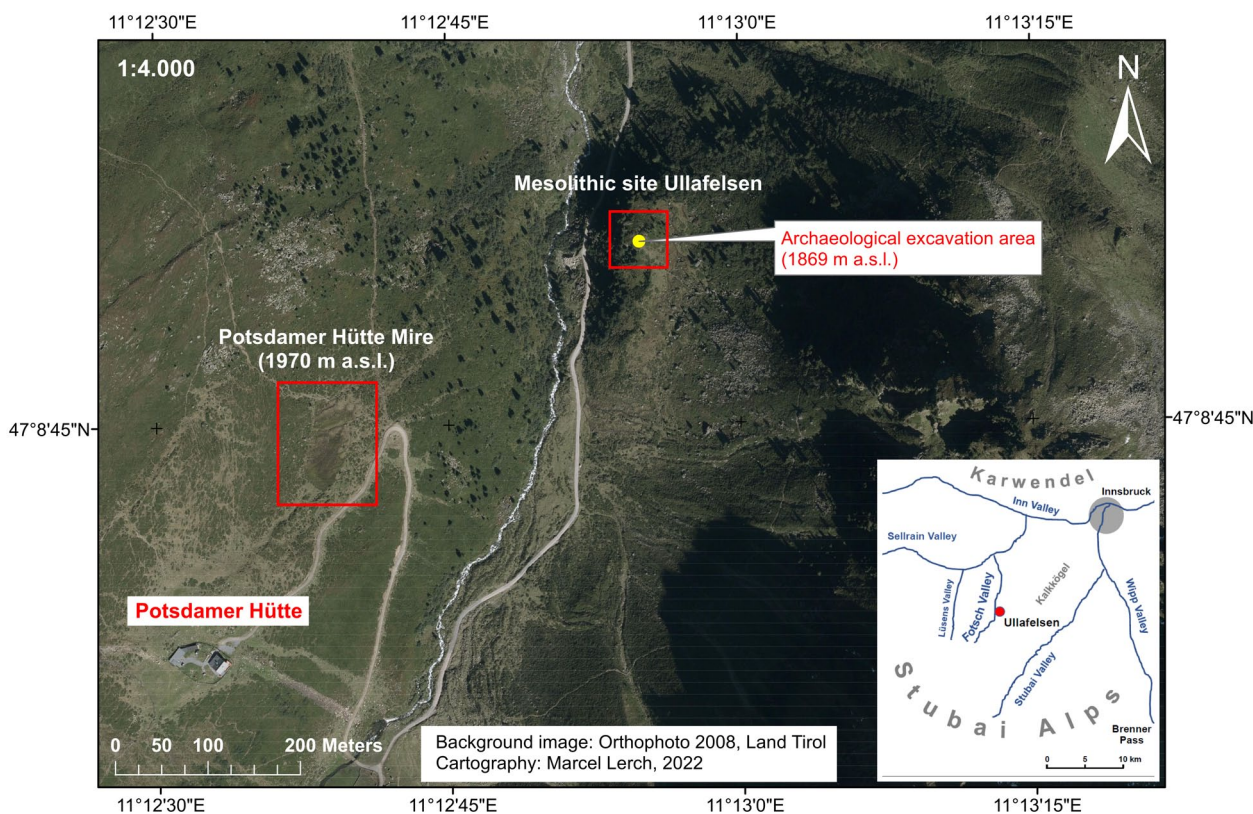 11°12'30"E
11°12'45"E
11°13'0"E
11°13'15"E
1:4.000
N
Mesolithic site Ullafelsen
Archaeological excavation area
(1869 m a.s.l.)
Potsdamer Hütte Mire
(1970 m a.s.l.)
47°8'45"N
47°8'45"N
Potsdamer Hütte
0 50 100 200 Meters
Background image: Orthophoto 2008, Land Tirol
Cartography: Marcel Lerch, 2022
Karwendel
Innsbruck
Inn Valley
Sellrain Valley
Kalkkögel
Wipp Valley
Lüsens Valley
Fotsch Valley
Ullafelsen
Stubai Valley
Stubai Alps
Brenner
Pass
0 5 10 km
11°12'30"E
11°12'45"E
11°13'0"E
11°13'15"E